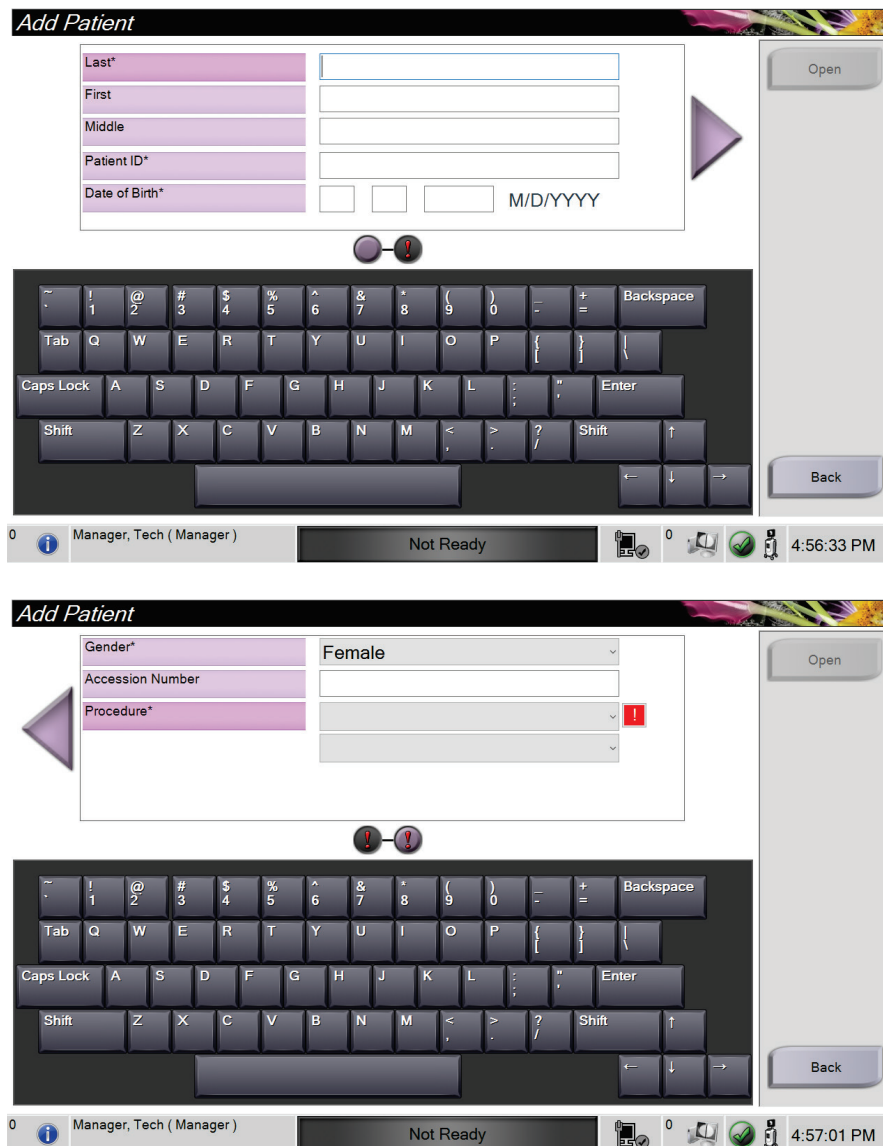 Add Patient
Last*
Open
First
Middle
Patient ID*
Date of Birth* M/D/YYYY
~ ! @ # $ % ^ & * ( ) _ + Backspace
` 1 2 3 4 5 6 7 8 9 0 - =
Tab Q W E R T Y U I O P { } |
[ ] \
Caps Lock A S D F G H J K L : " Enter
; '
Shift Z X C V B N M < > ? Shift ↑
, . /
← ↓ →
Back
0 Manager, Tech ( Manager ) Not Ready 0 4:56:33 PM
Add Patient
Gender* Female
Open
Accession Number
Procedure* !
~ ! @ # $ % ^ & * ( ) _ + Backspace
` 1 2 3 4 5 6 7 8 9 0 - =
Tab Q W E R T Y U I O P { } |
[ ] \
Caps Lock A S D F G H J K L : " Enter
; '
Shift Z X C V B N M < > ? Shift ↑
, . /
← ↓ →
Back
0 Manager, Tech ( Manager ) Not Ready 0 4:57:01 PM